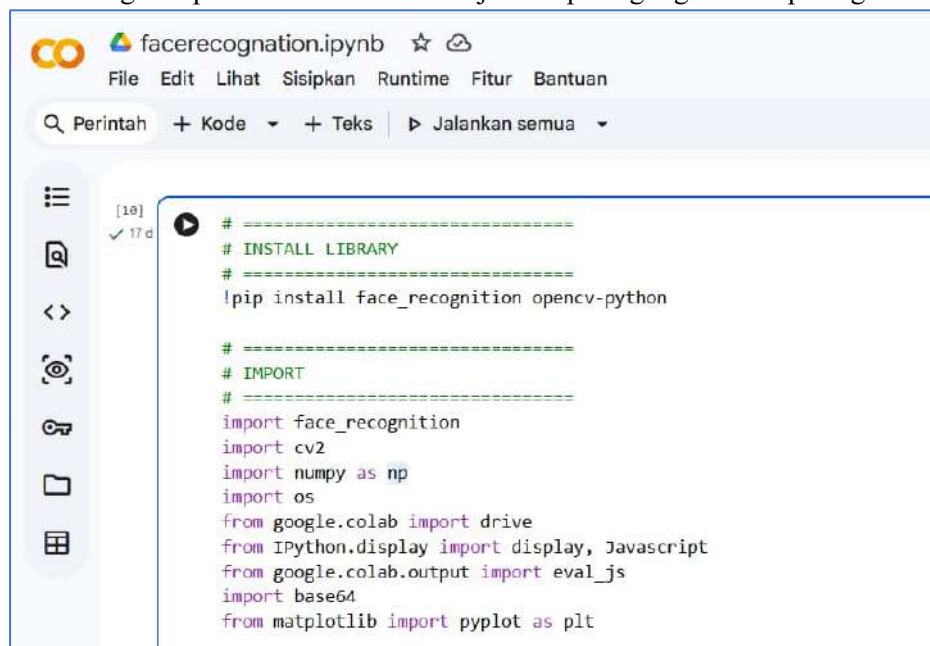 facerecognation.ipynb
File Edit Lihat Sisipkan Runtime Fitur Bantuan
Perintah + Kode + Teks Jalankan semua
[10]
17 d
# ================================
# INSTALL LIBRARY
# ================================
!pip install face_recognition opencv-python
# ================================
# IMPORT
# ================================
import face_recognition
import cv2
import numpy as np
import os
from google.colab import drive
from IPython.display import display, Javascript
from google.colab.output import eval_js
import base64
from matplotlib import pyplot as plt